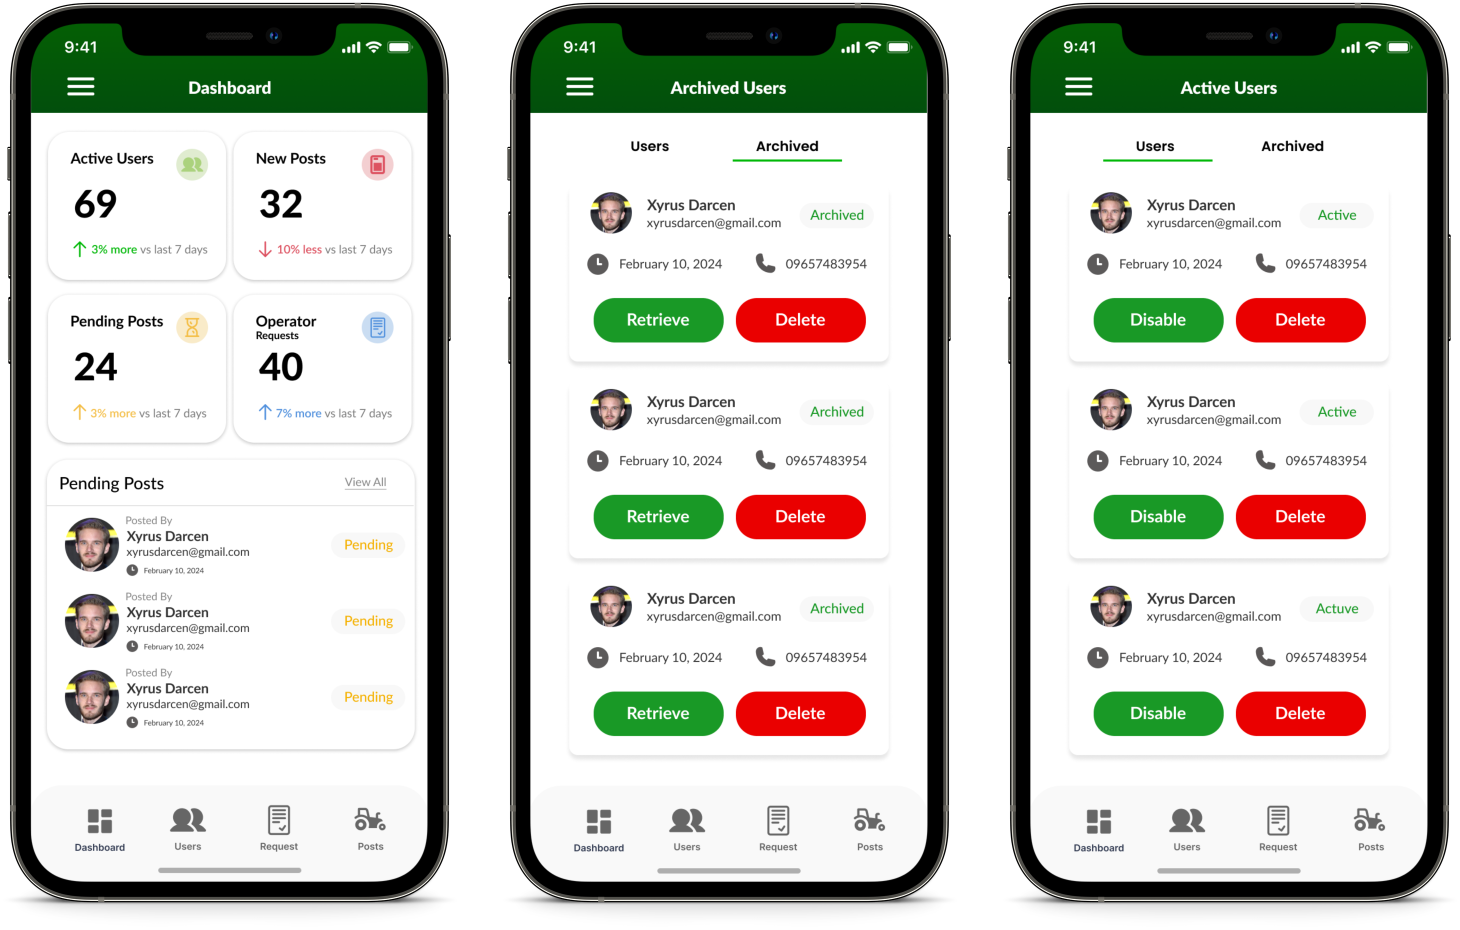 9:41
Dashboard
Active Users
69
3% more vs last 7 days
New Posts
32
10% less vs last 7 days
Pending Posts
24
3% more vs last 7 days
Operator
Requests
40
7% more vs last 7 days
Pending Posts
View All
Posted By
Xyrus Darcen
xyrusdarcen@gmail.com
February 10, 2024
Pending
Posted By
Xyrus Darcen
xyrusdarcen@gmail.com
February 10, 2024
Pending
Posted By
Xyrus Darcen
xyrusdarcen@gmail.com
February 10, 2024
Pending
Dashboard
Users
Request
Posts
9:41
Archived Users
Users
Archived
Xyrus Darcen
xyrusdarcen@gmail.com
Archived
February 10, 2024
09657483954
Retrieve
Delete
Xyrus Darcen
xyrusdarcen@gmail.com
Archived
February 10, 2024
09657483954
Retrieve
Delete
Xyrus Darcen
xyrusdarcen@gmail.com
Archived
February 10, 2024
09657483954
Retrieve
Delete
Dashboard
Users
Request
Posts
9:41
Active Users
Users
Archived
Xyrus Darcen
xyrusdarcen@gmail.com
Active
February 10, 2024
09657483954
Disable
Delete
Xyrus Darcen
xyrusdarcen@gmail.com
Active
February 10, 2024
09657483954
Disable
Delete
Xyrus Darcen
xyrusdarcen@gmail.com
Actuve
February 10, 2024
09657483954
Disable
Delete
Dashboard
Users
Request
Posts